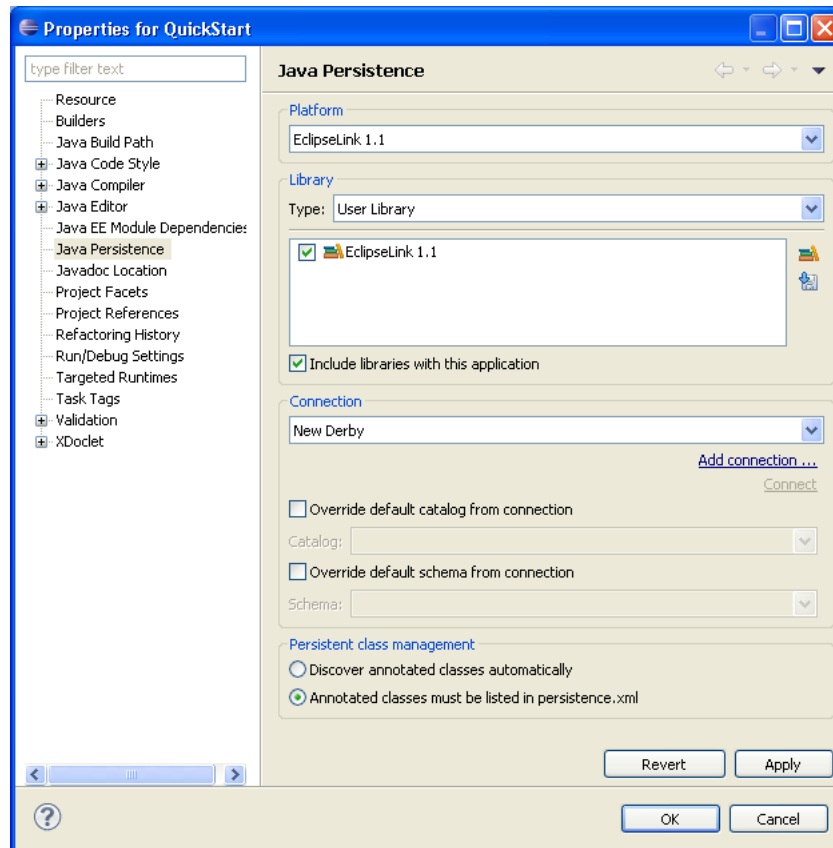 Properties for QuickStart
type filter text
Resource
Builders
Java Build Path
Java Code Style
Java Compiler
Java Editor
Java EE Module Dependencies
Java Persistence
Javadoc Location
Project Facets
Project References
Refactoring History
Run/Debug Settings
Targeted Runtimes
Task Tags
Validation
XDoclet
Java Persistence
Platform
EclipseLink 1.1
Library
Type: User Library
EclipseLink 1.1
Include libraries with this application
Connection
New Derby
Add connection ...
Connect
Override default catalog from connection
Catalog:
Override default schema from connection
Schema:
Persistent class management
Discover annotated classes automatically
Annotated classes must be listed in persistence.xml
Revert Apply
? OK Cancel